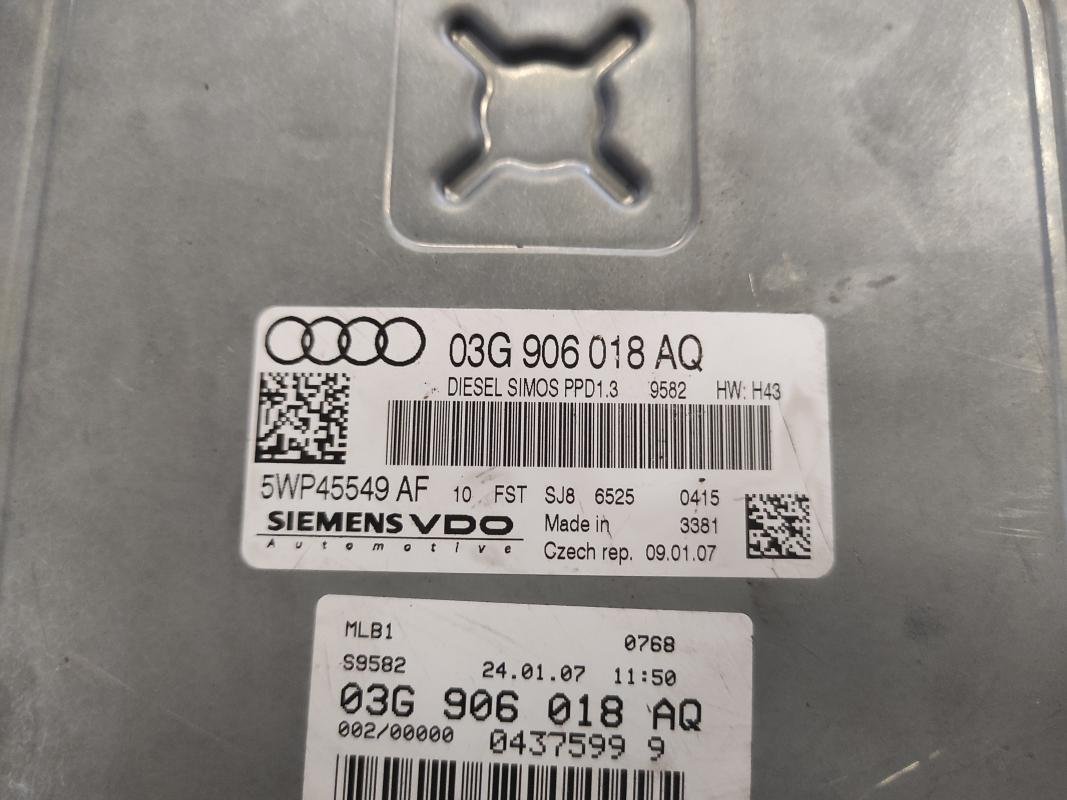 03G 906 018 AQ
DIESEL SIMOS PPD1.3 9582 HW: H43
5WP45549 AF 10 FST SJ8 6525 0415
SIEMENS VDO Made in 3381
Automotive Czech rep. 09.01.07
MLB1 0768
S9582 24.01.07 11:50
03G 906 018 AQ
002/00000 0437599 9